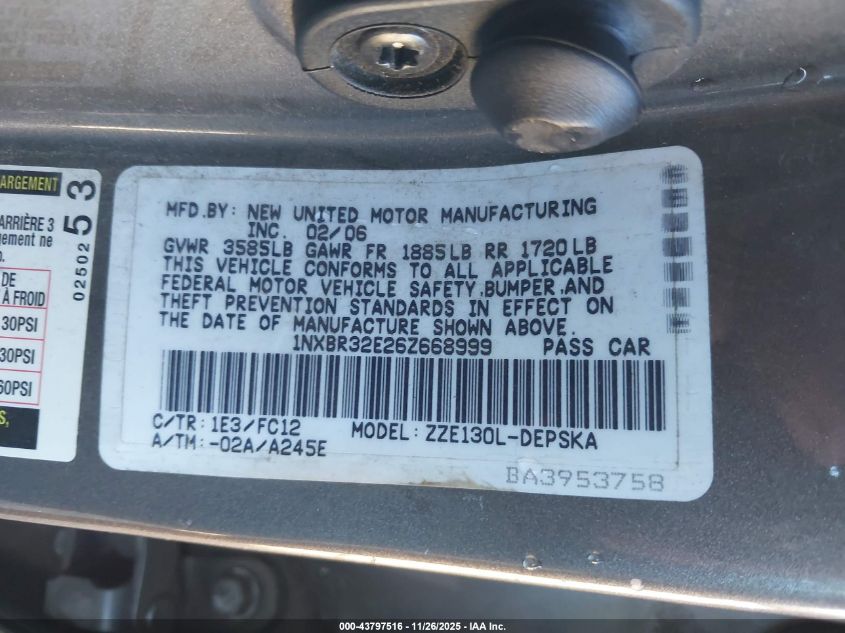 ARGEMENT
ARRIÈRE 3
gement ne
DE
À FROID
30PSI
30PSI
60PSI
02502 53
MFD.BY: NEW UNITED MOTOR MANUFACTURING
INC. 02/06
GVWR 3585LB GAWR FR 1885LB RR 1720LB
THIS VEHICLE CONFORMS TO ALL APPLICABLE
FEDERAL MOTOR VEHICLE SAFETY,BUMPER,AND
THEFT PREVENTION STANDARDS IN EFFECT ON
THE DATE OF MANUFACTURE SHOWN ABOVE.
1NXBR32E26Z668999 PASS CAR
C/TR: 1E3/FC12 MODEL: ZZE130L-DEPSKA
A/TM: -02A/A245E
BA3953758
000-43797516 - 11/26/2025 - IAA Inc.